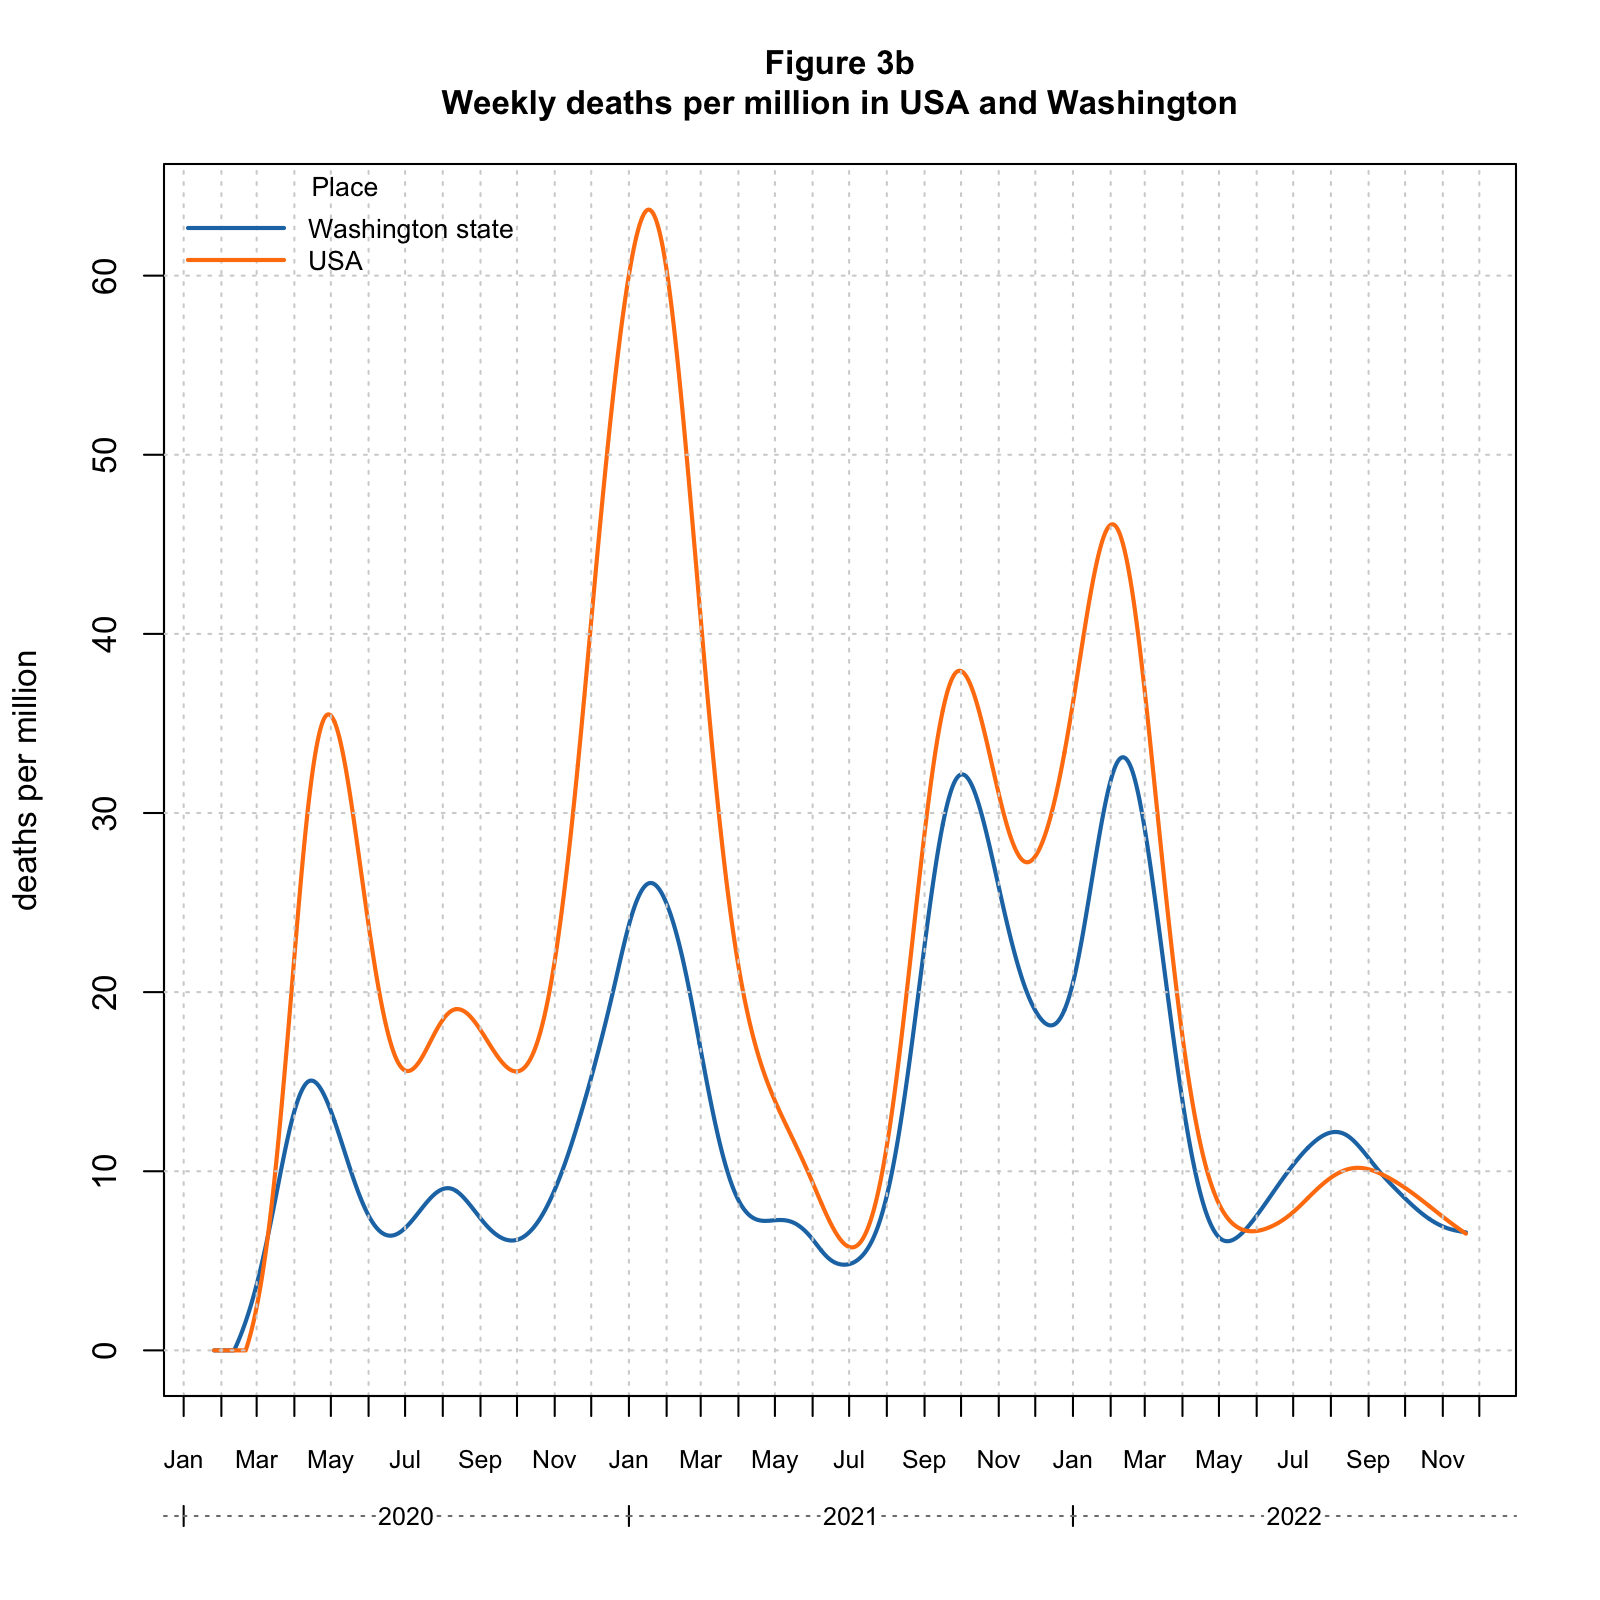 Figure 3b
Weekly deaths per million in USA and Washington
Place
Washington state
USA
deaths per million
60
50
40
30
20
10
0
Jan Mar May Jul Sep Nov Jan Mar May Jul Sep Nov Jan Mar May Jul Sep Nov
2020 2021 2022